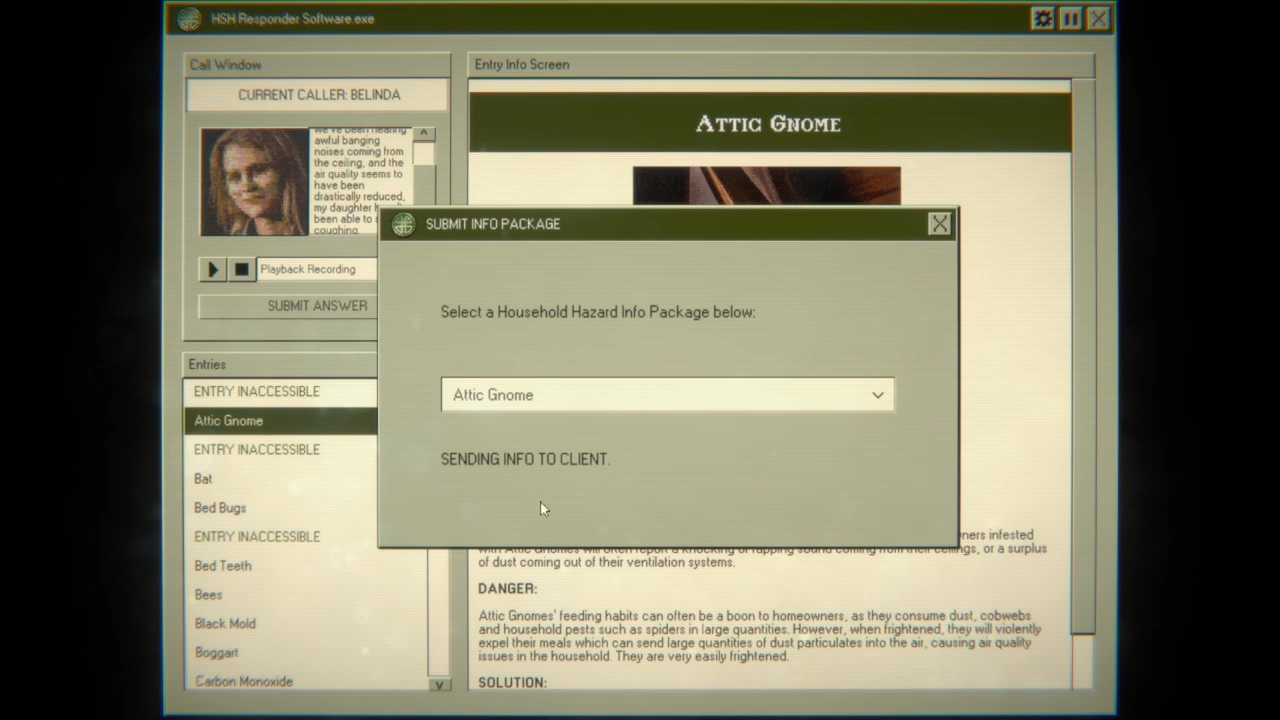 HSH Responder Software.exe
Call Window
Entry Info Screen
CURRENT CALLER: BELINDA
ATTIC GNOME
we've been hearing
awful banging
noises coming from
the ceiling, and the
air quality seems to
have been
drastically reduced,
my daughter
been able to
coughing.
SUBMIT INFO PACKAGE
Playback Recording
SUBMIT ANSWER
Select a Household Hazard Info Package below:
Attic Gnome
SENDING INFO TO CLIENT.
Entries
ENTRY INACCESSIBLE
Attic Gnome
ENTRY INACCESSIBLE
Bat
Bed Bugs
ENTRY INACCESSIBLE
Bed Teeth
Bees
Black Mold
Boggart
Carbon Monoxide
infested
with Attic Gnomes will often report a knocking or rapping sound coming from their ceilings, or a surplus
of dust coming out of their ventilation systems.
DANGER:
Attic Gnomes' feeding habits can often be a boon to homeowners, as they consume dust, cobwebs
and household pests such as spiders in large quantities. However, when frightened, they will violently
expel their meals which can send large quantities of dust particulates into the air, causing air quality
issues in the household. They are very easily frightened.
SOLUTION: